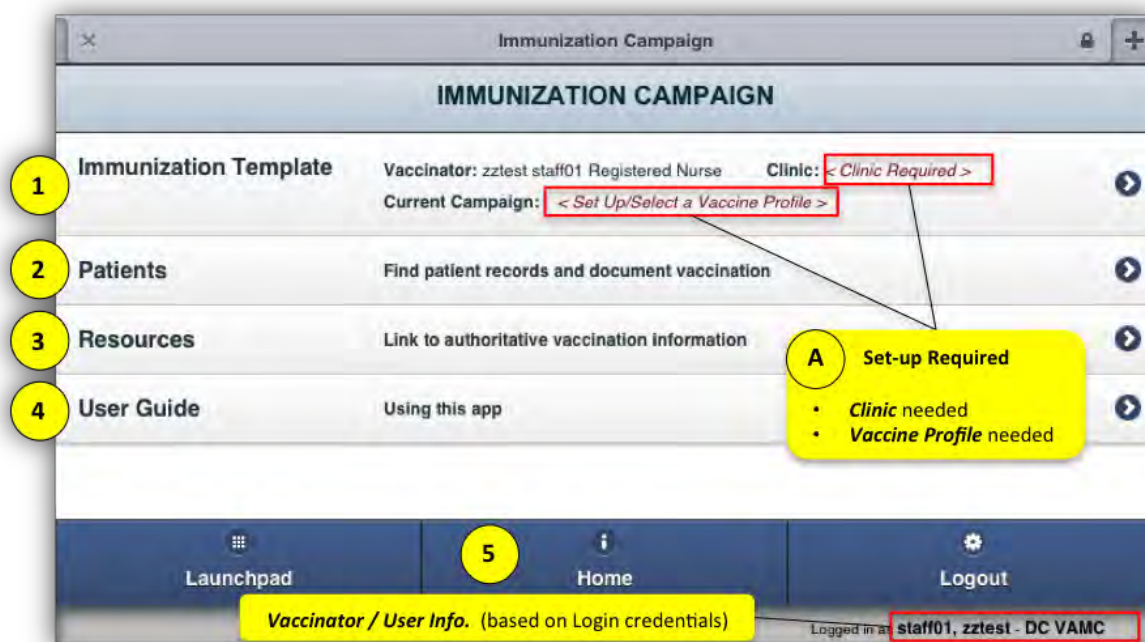 Immunization Campaign
IMMUNIZATION CAMPAIGN
1
Immunization Template
Vaccinator: zztest staff01 Registered Nurse Clinic: < Clinic Required >
Current Campaign: < Set Up/Select a Vaccine Profile >
2
Patients
Find patient records and document vaccination
3
Resources
Link to authoritative vaccination information
A Set-up Required
• Clinic needed
• Vaccine Profile needed
4
User Guide
Using this app
5
Launchpad
Home
Logout
Vaccinator / User Info. (based on Login credentials)
Logged in as staff01, zztest - DC VAMC